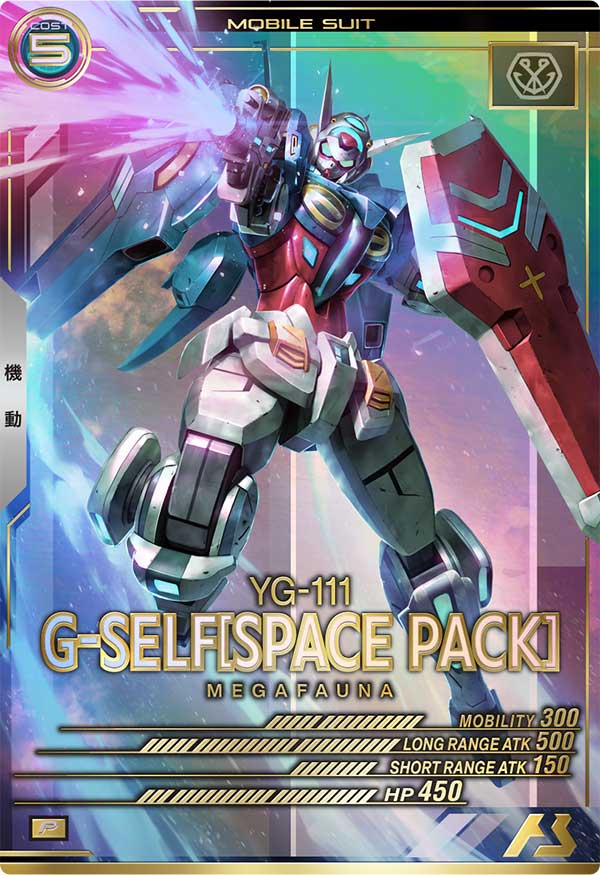 MOBILE SUIT
COST
5
機動
YG-111
G-SELF[SPACE PACK]
MEGAFAUNA
MOBILITY 300
LONG RANGE ATK 500
SHORT RANGE ATK 150
HP 450
P